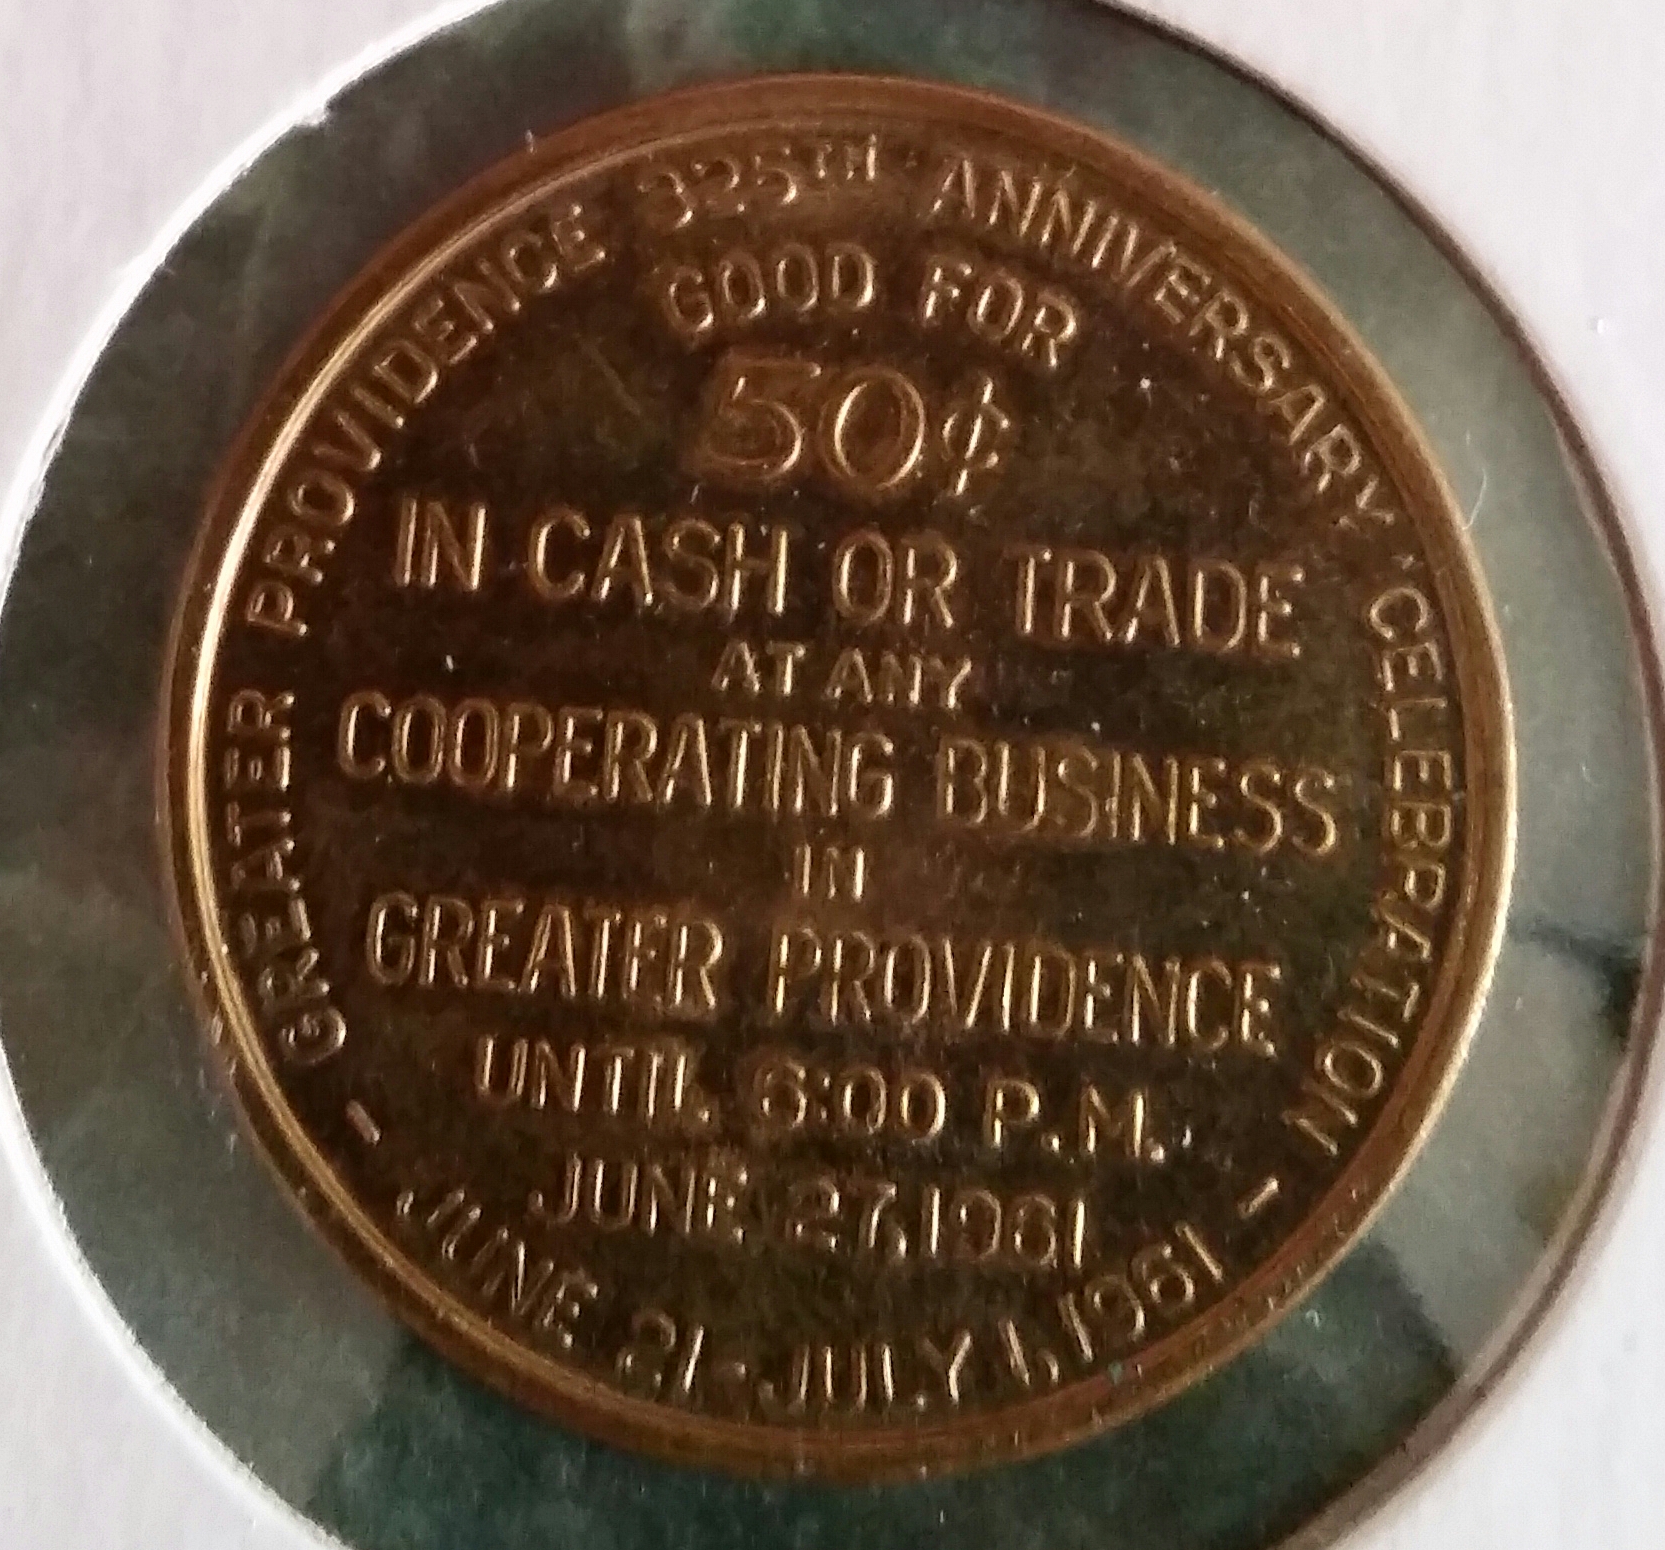 GREATER PROVIDENCE 325TH ANNIVERSARY CELEBRATION
GOOD FOR
50¢
IN CASH OR TRADE
AT ANY
COOPERATING BUSINESS
IN
GREATER PROVIDENCE
UNTIL 6:00 P.M.
JUNE 27, 1961
- JUNE 21-JULY 1, 1961 -